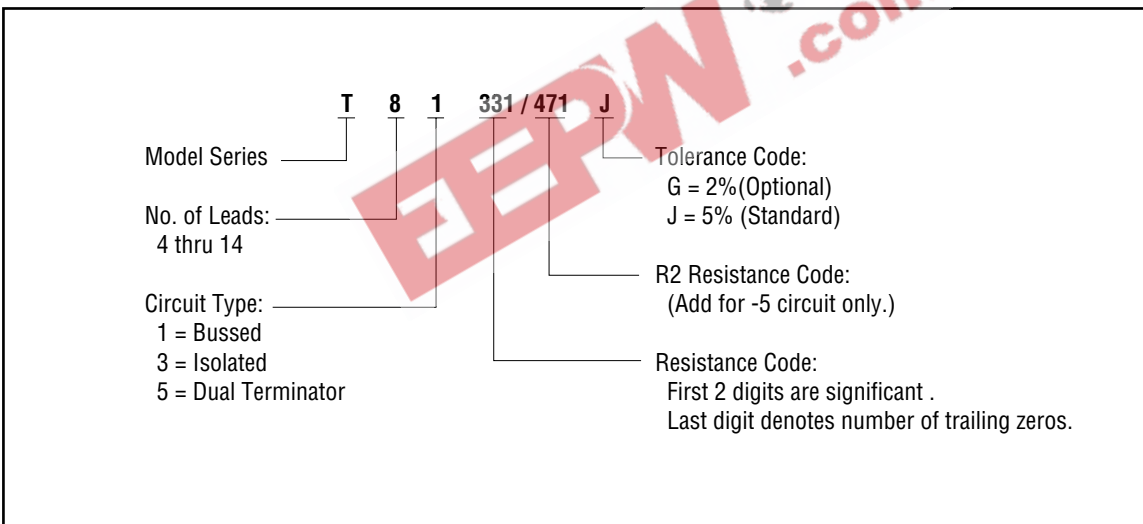 EEPW .com
T 8 1 331 / 471 J
Model Series
No. of Leads:
4 thru 14
Circuit Type:
1 = Bussed
3 = Isolated
5 = Dual Terminator
Tolerance Code:
G = 2%(Optional)
J = 5% (Standard)
R2 Resistance Code:
(Add for -5 circuit only.)
Resistance Code:
First 2 digits are significant .
Last digit denotes number of trailing zeros.